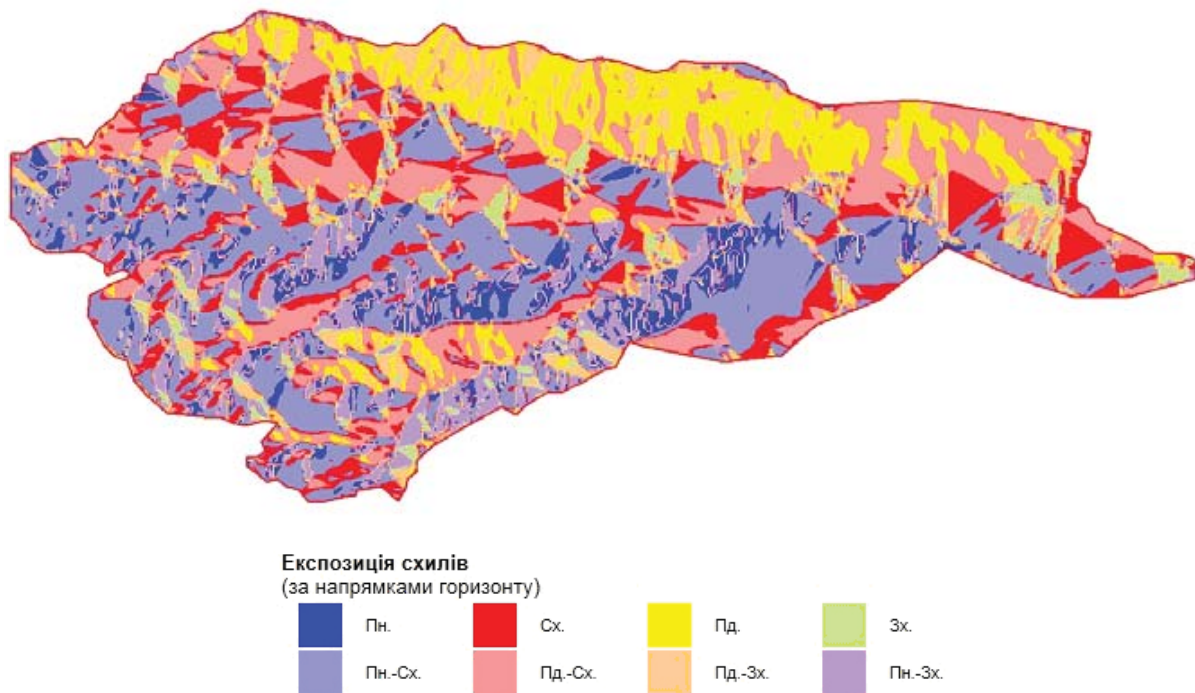 Експозиція схилів
(за напрямками горизонту)
Пн. Сх. Пд. Зх.
Пн.-Сх. Пд.-Сх. Пд.-Зх. Пн.-Зх.